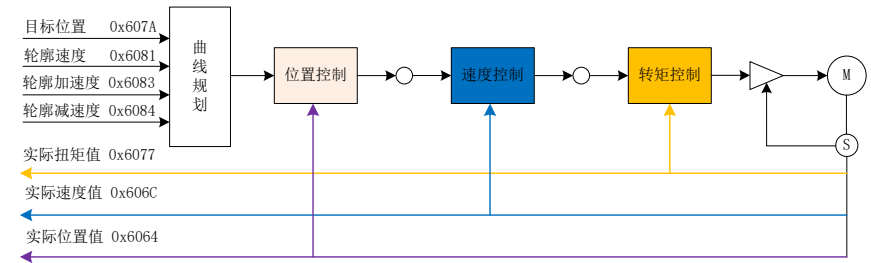 目标位置 0x607A
轮廓速度 0x6081
轮廓加速度 0x6083
轮廓减速度 0x6084
曲线规划
位置控制
速度控制
转矩控制
M
S
实际扭矩值 0x6077
实际速度值 0x606C
实际位置值 0x6064